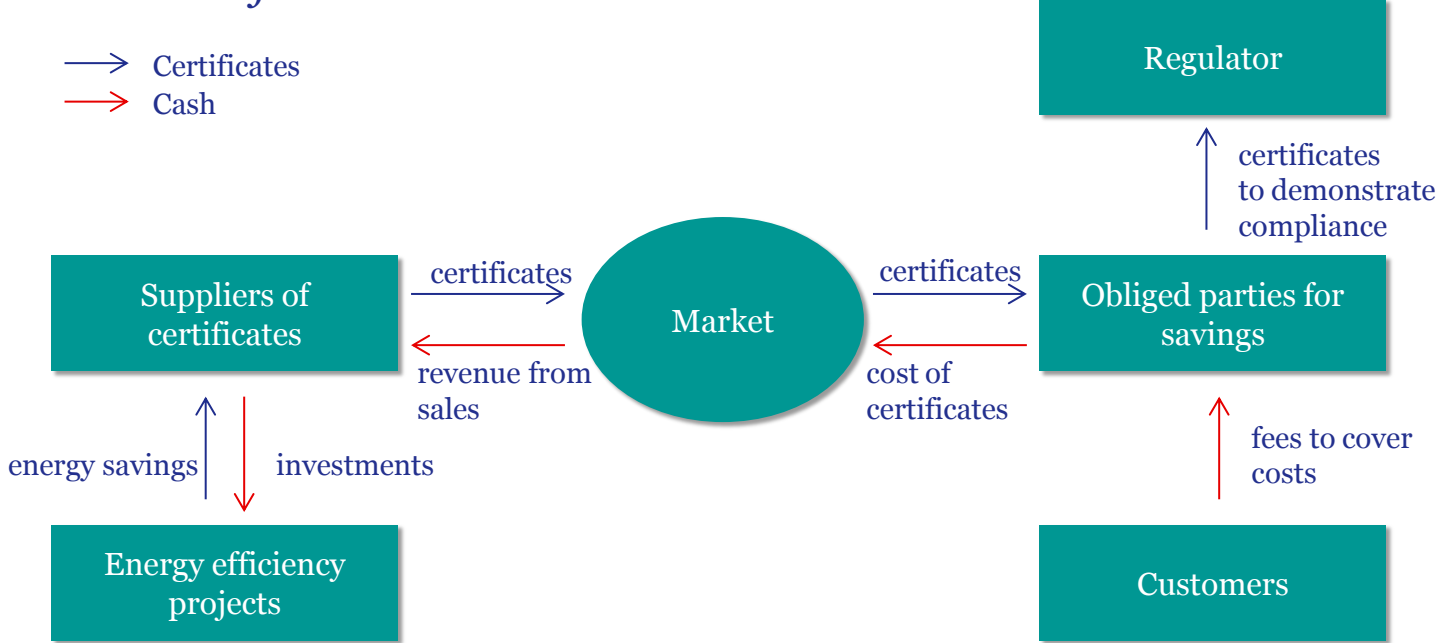 Certificates
Cash
Regulator
certificates
to demonstrate
compliance
Suppliers of
certificates
certificates
Market
certificates
Obliged parties for
savings
revenue from
sales
cost of
certificates
energy savings
investments
fees to cover
costs
Energy efficiency
projects
Customers